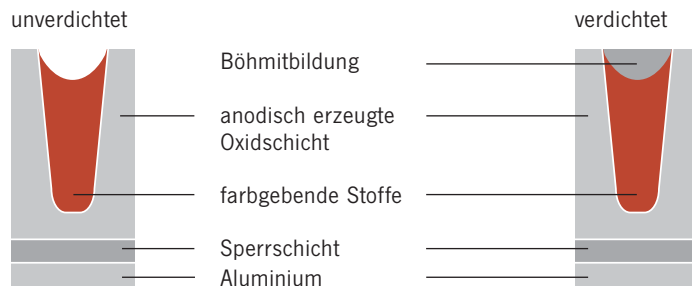 unverdichtet
verdichtet
Böhmitbildung
anodisch erzeugte
Oxidschicht
farbgebende Stoffe
Sperrschicht
Aluminium